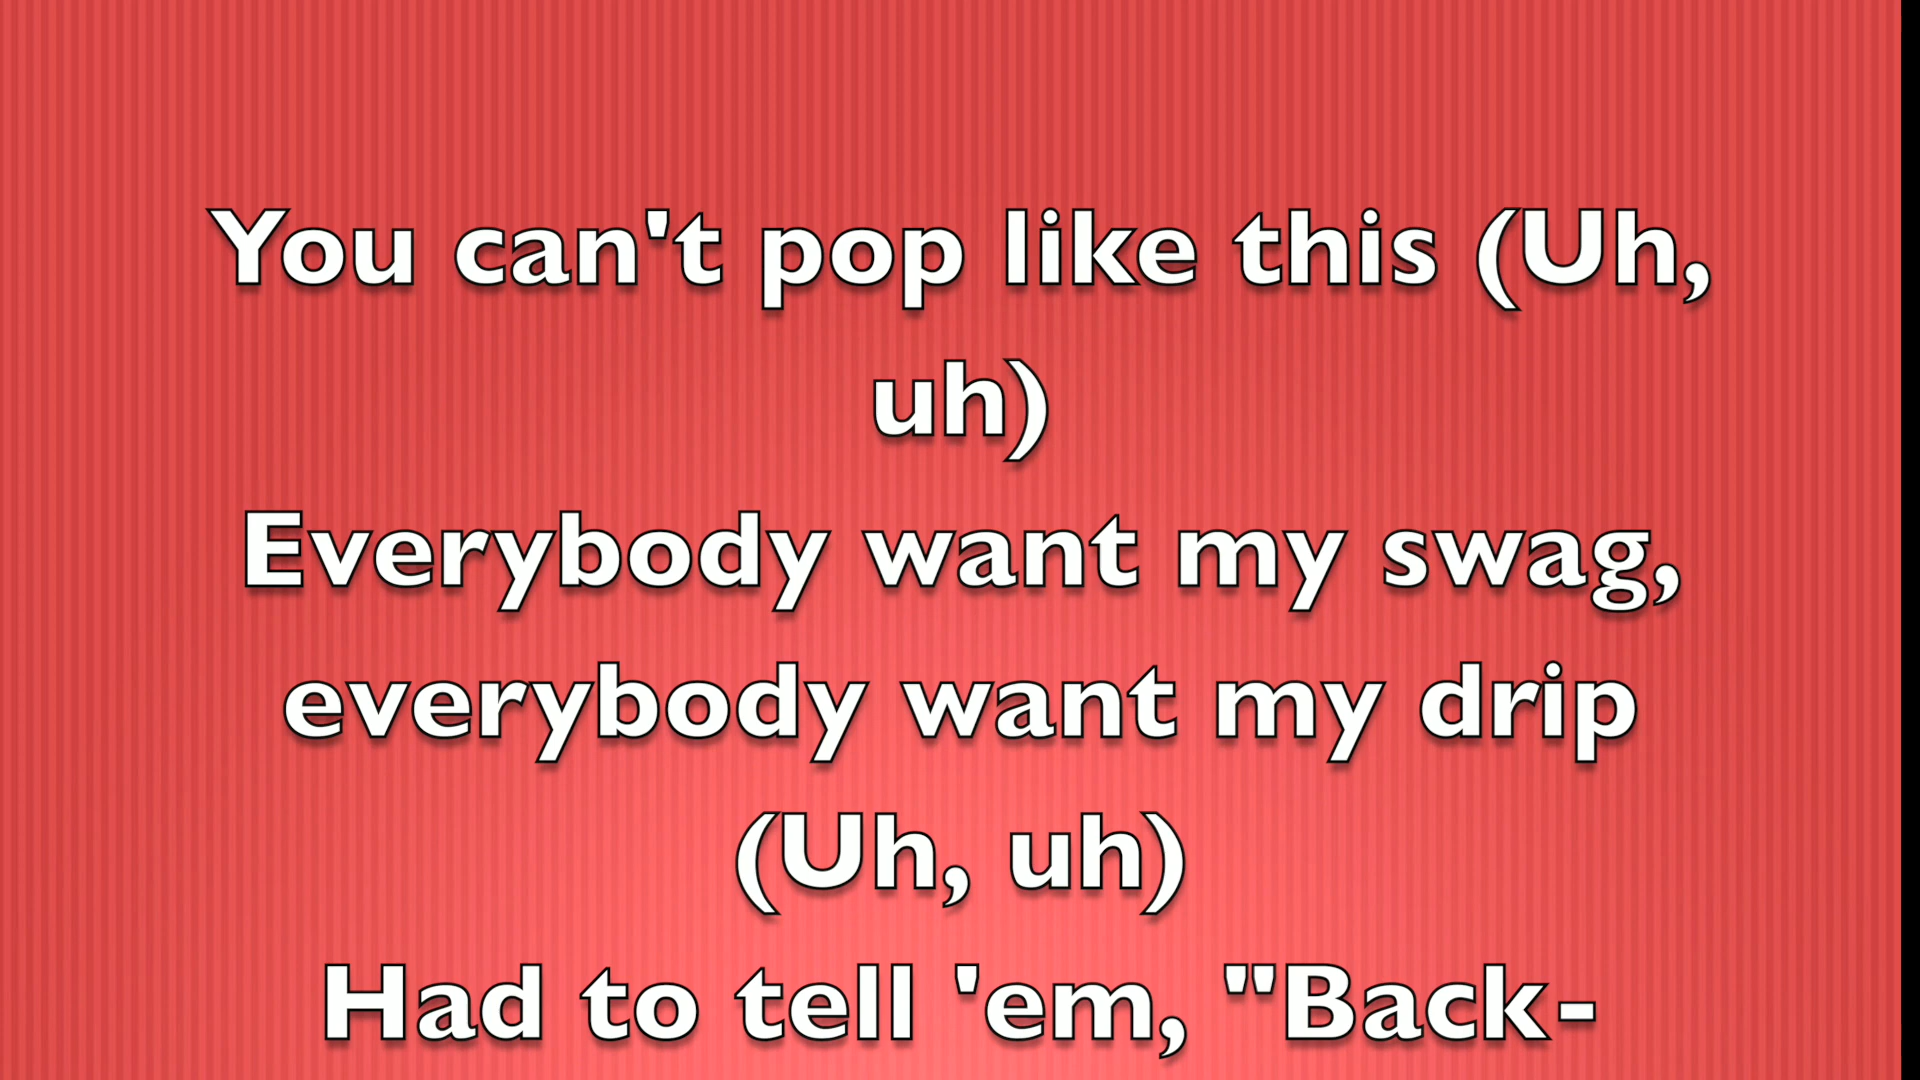 You can't pop like this (Uh,
uh)
Everybody want my swag,
everybody want my drip
(Uh, uh)
Had to tell 'em, "Back-